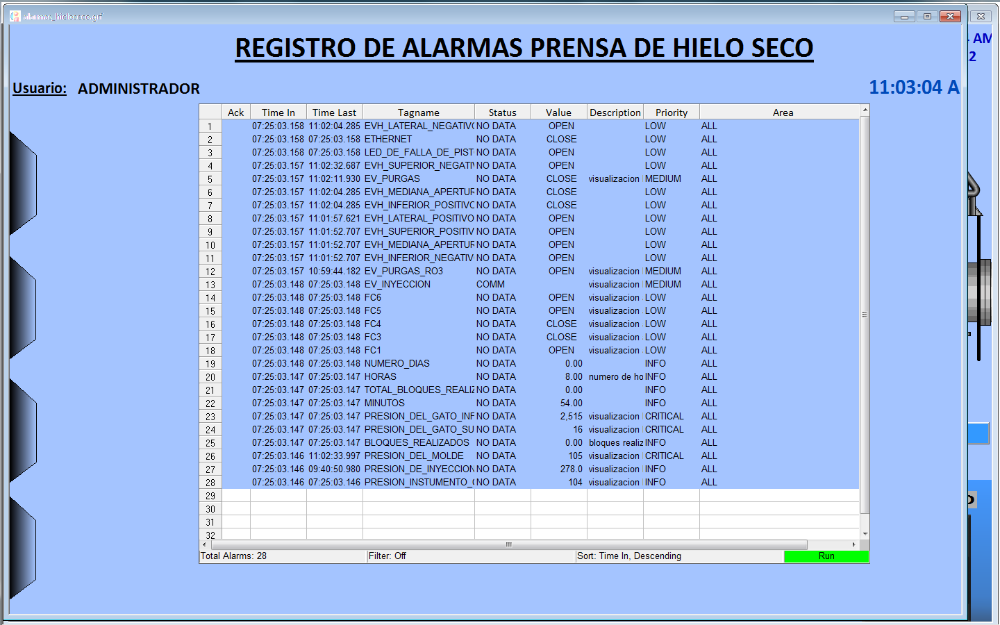 alarmas_hieloseco.grf
AM
2
REGISTRO DE ALARMAS PRENSA DE HIELO SECO
Usuario: ADMINISTRADOR
11:03:04 A
Ack Time In Time Last Tagname Status Value Description Priority Area
1 07:25:03.158 11:02:04.285 EVH_LATERAL_NEGATIVO NO DATA OPEN LOW ALL
2 07:25:03.158 07:25:03.158 ETHERNET NO DATA CLOSE LOW ALL
3 07:25:03.158 07:25:03.158 LED_DE_FALLA_DE_PIST NO DATA OPEN LOW ALL
4 07:25:03.157 11:02:32.687 EVH_SUPERIOR_NEGATIV NO DATA OPEN LOW ALL
5 07:25:03.157 11:02:11.930 EV_PURGAS NO DATA CLOSE visualizacion MEDIUM ALL
6 07:25:03.157 11:02:04.285 EVH_MEDIANA_APERTUR NO DATA CLOSE LOW ALL
7 07:25:03.157 11:02:04.285 EVH_INFERIOR_POSITIVO NO DATA CLOSE LOW ALL
8 07:25:03.157 11:01:57.621 EVH_LATERAL_POSITIVO NO DATA OPEN LOW ALL
9 07:25:03.157 11:01:52.707 EVH_SUPERIOR_POSITIV NO DATA OPEN LOW ALL
10 07:25:03.157 11:01:52.707 EVH_MEDIANA_APERTUR NO DATA OPEN LOW ALL
11 07:25:03.157 11:01:52.707 EVH_INFERIOR_NEGATIV NO DATA OPEN LOW ALL
12 07:25:03.157 10:59:44.182 EV_PURGAS_RO3 NO DATA OPEN visualizacion MEDIUM ALL
13 07:25:03.148 07:25:03.148 EV_INYECCION COMM visualizacion MEDIUM ALL
14 07:25:03.148 07:25:03.148 FC6 NO DATA OPEN visualizacion LOW ALL
15 07:25:03.148 07:25:03.148 FC5 NO DATA OPEN visualizacion LOW ALL
16 07:25:03.148 07:25:03.148 FC4 NO DATA CLOSE visualizacion LOW ALL
17 07:25:03.148 07:25:03.148 FC3 NO DATA CLOSE visualizacion LOW ALL
18 07:25:03.148 07:25:03.148 FC1 NO DATA OPEN visualizacion LOW ALL
19 07:25:03.148 07:25:03.148 NUMERO_DIAS NO DATA 0.00 INFO ALL
20 07:25:03.147 07:25:03.147 HORAS NO DATA 8.00 numero de ho INFO ALL
21 07:25:03.147 07:25:03.147 TOTAL_BLOQUES_REALIZ NO DATA 0.00 INFO ALL
22 07:25:03.147 07:25:03.147 MINUTOS NO DATA 54.00 INFO ALL
23 07:25:03.147 07:25:03.147 PRESION_DEL_GATO_INF NO DATA 2,515 visualizacion CRITICAL ALL
24 07:25:03.147 07:25:03.147 PRESION_DEL_GATO_SU NO DATA 16 visualizacion CRITICAL ALL
25 07:25:03.147 07:25:03.147 BLOQUES_REALIZADOS NO DATA 0.00 bloques realiz INFO ALL
26 07:25:03.146 11:02:33.997 PRESION_DEL_MOLDE NO DATA 105 visualizacion CRITICAL ALL
27 07:25:03.146 09:40:50.980 PRESION_DE_INYECCION NO DATA 278.0 visualizacion INFO ALL
28 07:25:03.146 07:25:03.146 PRESION_INSTUMENTO_ NO DATA 104 visualizacion INFO ALL
29
30
31
32
Total Alarms: 28 Filter: Off Sort: Time In, Descending Run